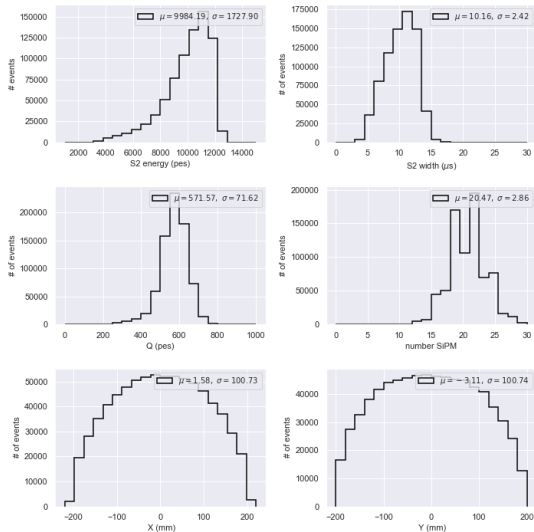 150000
125000
100000
75000
50000
25000
0
# of events
μ = 9984.19, σ = 1727.90
2000 4000 6000 8000 10000 12000 14000
S2 energy (pes)
175000
150000
125000
100000
75000
50000
25000
0
# of events
μ = 10.16, σ = 2.42
0 5 10 15 20 25 30
S2 width (μs)
200000
150000
100000
50000
0
# of events
μ = 571.57, σ = 71.62
0 200 400 600 800 1000
Q (pes)
200000
150000
100000
50000
0
# of events
μ = 20.47, σ = 2.86
0 5 10 15 20 25 30
number SiPM
50000
40000
30000
20000
10000
0
# of events
μ = 1.58, σ = 100.73
−200 −100 0 100 200
X (mm)
40000
30000
20000
10000
0
# of events
μ = −3.11, σ = 100.74
−200 −100 0 100 200
Y (mm)